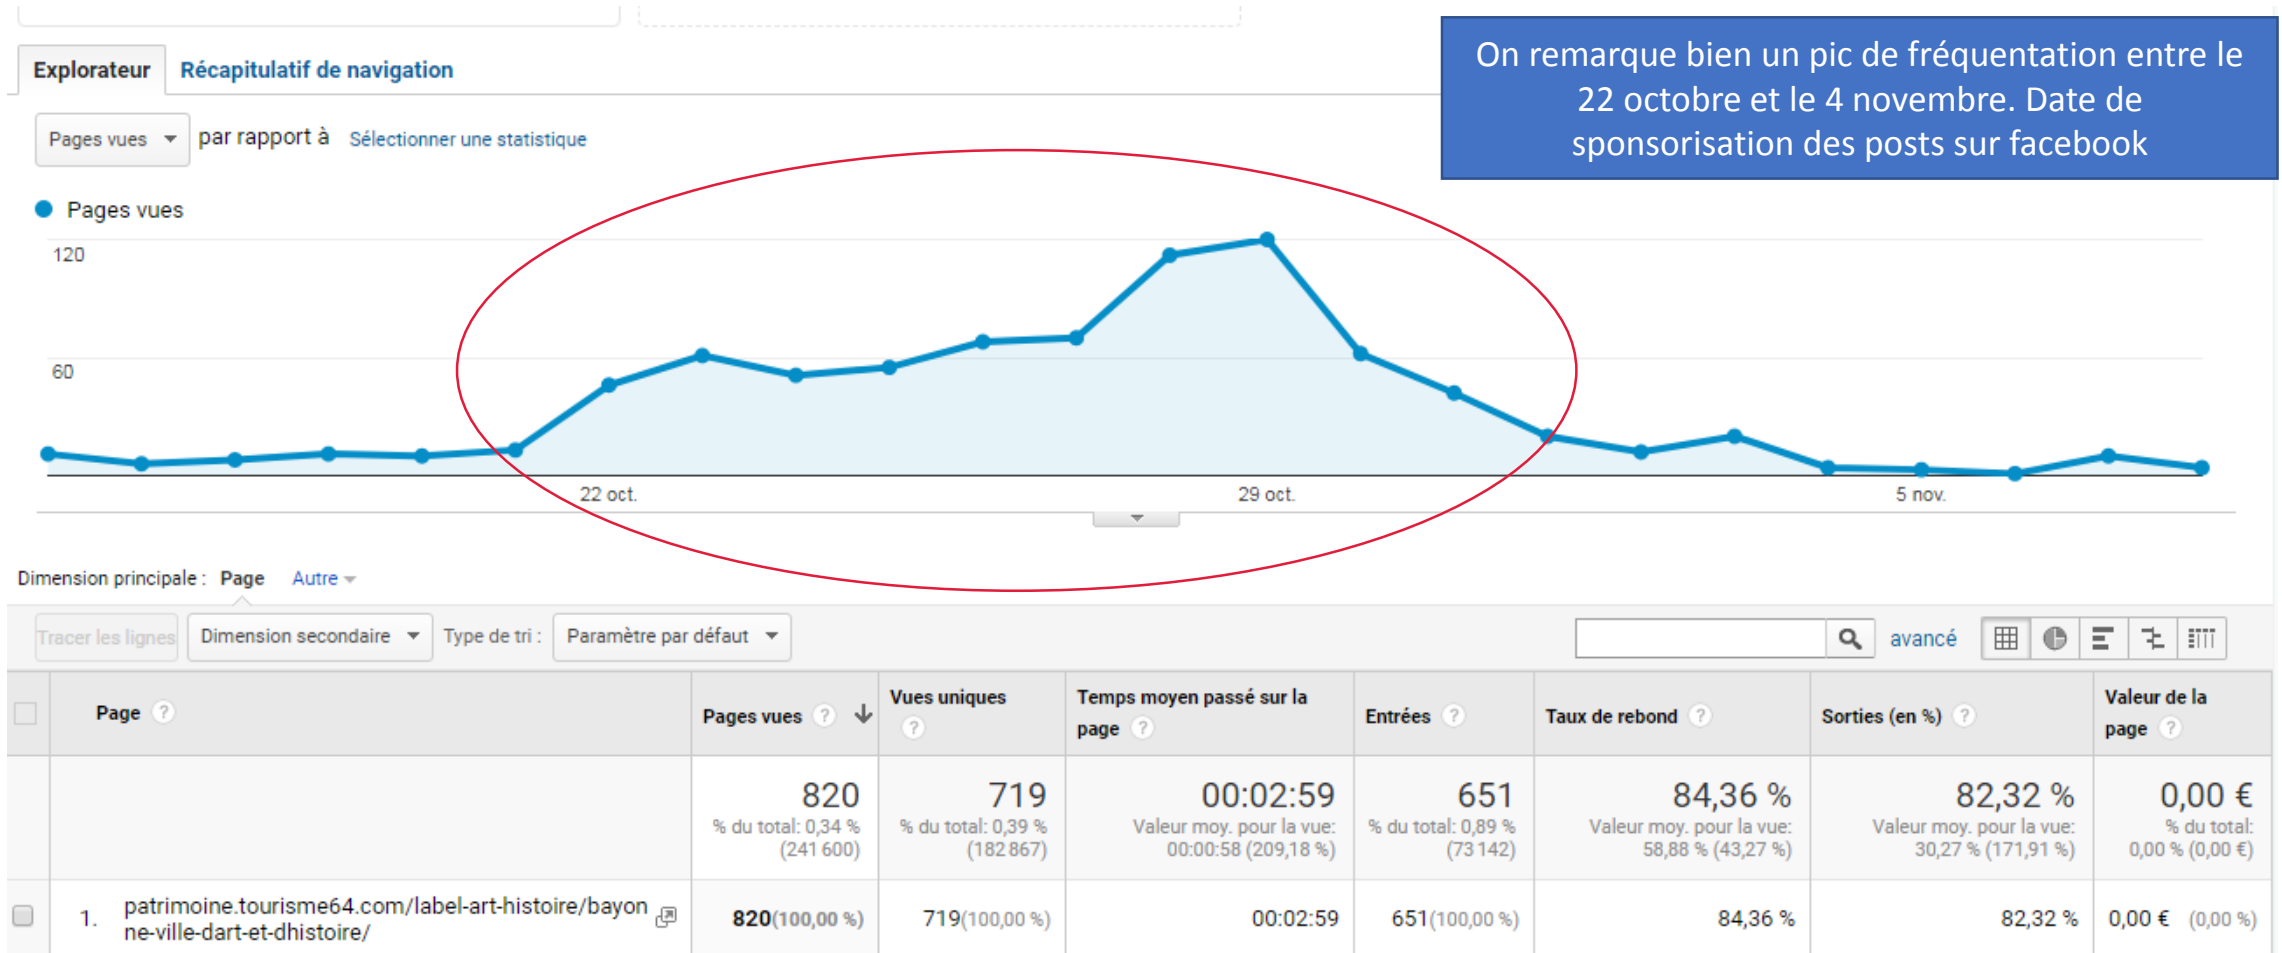 On remarque bien un pic de fréquentation entre le
22 octobre et le 4 novembre. Date de
sponsorisation des posts sur facebook
Explorateur Récapitulatif de navigation
Pages vues par rapport à Sélectionner une statistique
Pages vues
120
60
22 oct. 29 oct. 5 nov.
Dimension principale : Page Autre
Tracer les lignes Dimension secondaire Type de tri : Paramètre par défaut avancé
Page ? Pages vues ? Vues uniques ? Temps moyen passé sur la page ? Entrées ? Taux de rebond ? Sorties (en %) ? Valeur de la page ?
820 719 00:02:59 651 84,36 % 82,32 % 0,00 €
% du total: 0,34 % % du total: 0,39 % Valeur moy. pour la vue: % du total: 0,89 % Valeur moy. pour la vue: Valeur moy. pour la vue: % du total:
(241 600) (182 867) 00:00:58 (209,18 %) (73 142) 58,88 % (43,27 %) 30,27 % (171,91 %) 0,00 % (0,00 €)
1. patrimoine.tourisme64.com/label-art-histoire/bayon
ne-ville-dart-et-dhistoire/
820(100,00 %) 719(100,00 %) 00:02:59 651(100,00 %) 84,36 % 82,32 % 0,00 € (0,00 %)